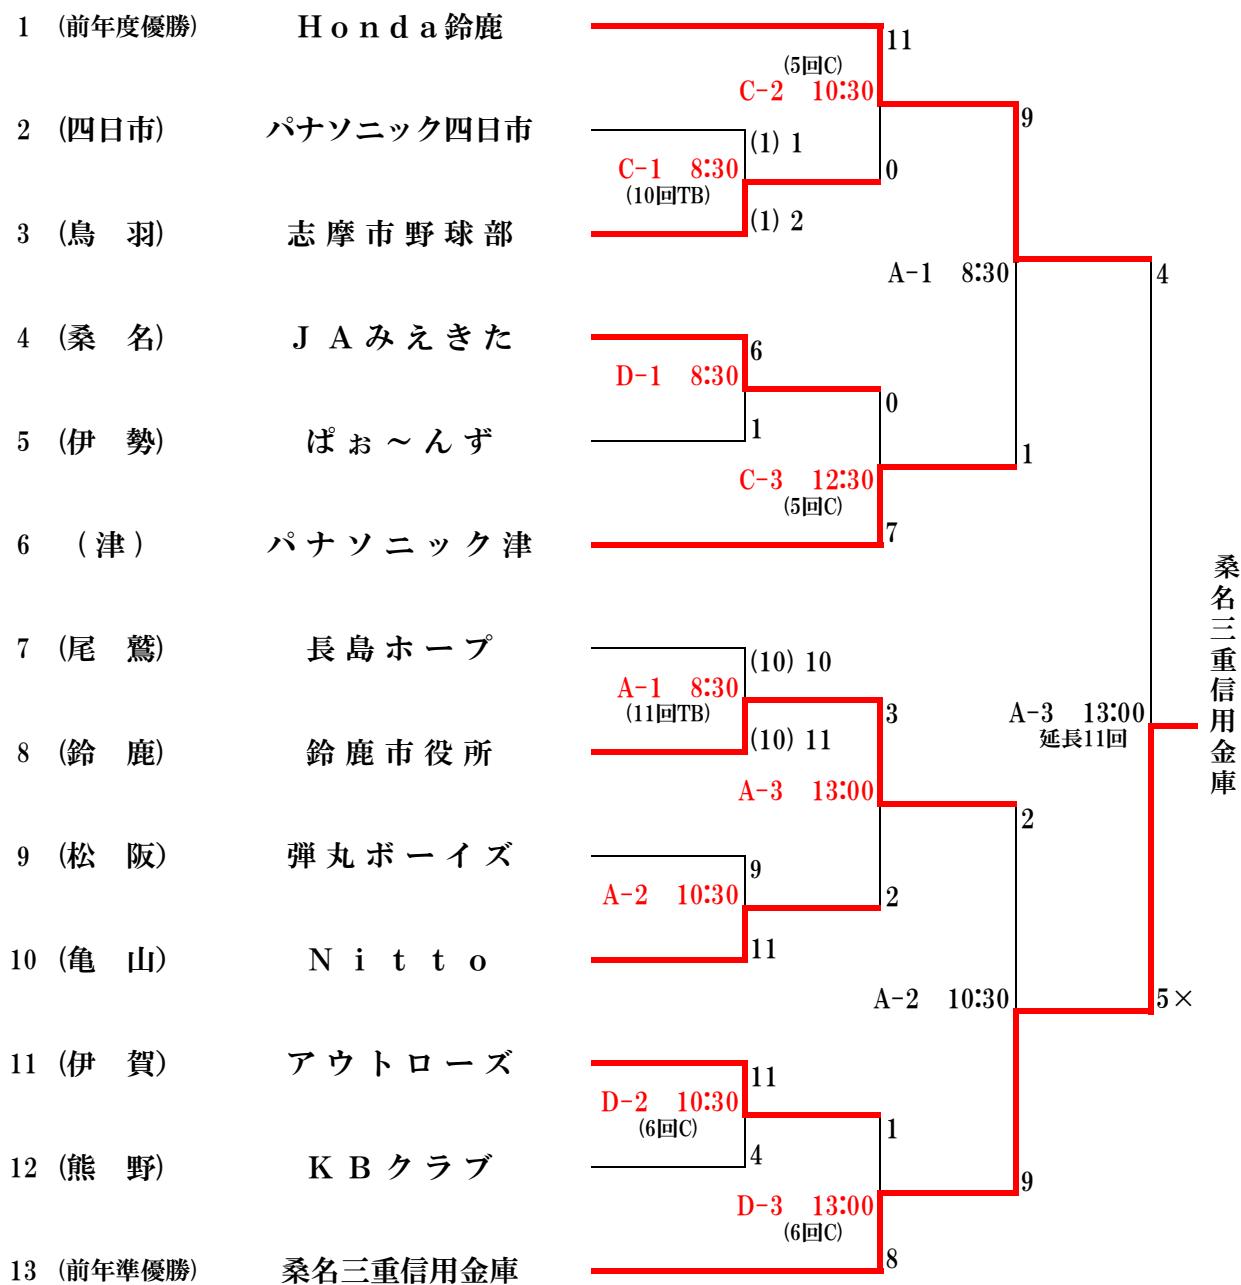 1 (前年度優勝) Honda鈴鹿
11
(5回C)
C-2 10:30
9
2 (四日市) パナソニック四日市
(1) 1
C-1 8:30
(10回TB)
0
(1) 2
3 (鳥 羽) 志摩市野球部
A-1 8:30
4
4 (桑 名) JAみえきた
6
D-1 8:30
0
1
5 (伊 勢) ぱぉ～んず
1
C-3 12:30
(5回C)
7
6 (津) パナソニック津
桑名三重信用金庫
7 (尾 鷲) 長島ホープ
(10) 10
A-1 8:30
(11回TB)
3
(10) 11
A-3 13:00
延長11回
8 (鈴 鹿) 鈴鹿市役所
A-3 13:00
2
9 (松 阪) 弾丸ボーイズ
9
A-2 10:30
2
11
10 (亀 山) Nitto
A-2 10:30
5×
11 (伊 賀) アウトローズ
11
D-2 10:30
(6回C)
1
4
12 (熊 野) KBクラブ
9
D-3 13:00
(6回C)
8
13 (前年準優勝) 桑名三重信用金庫